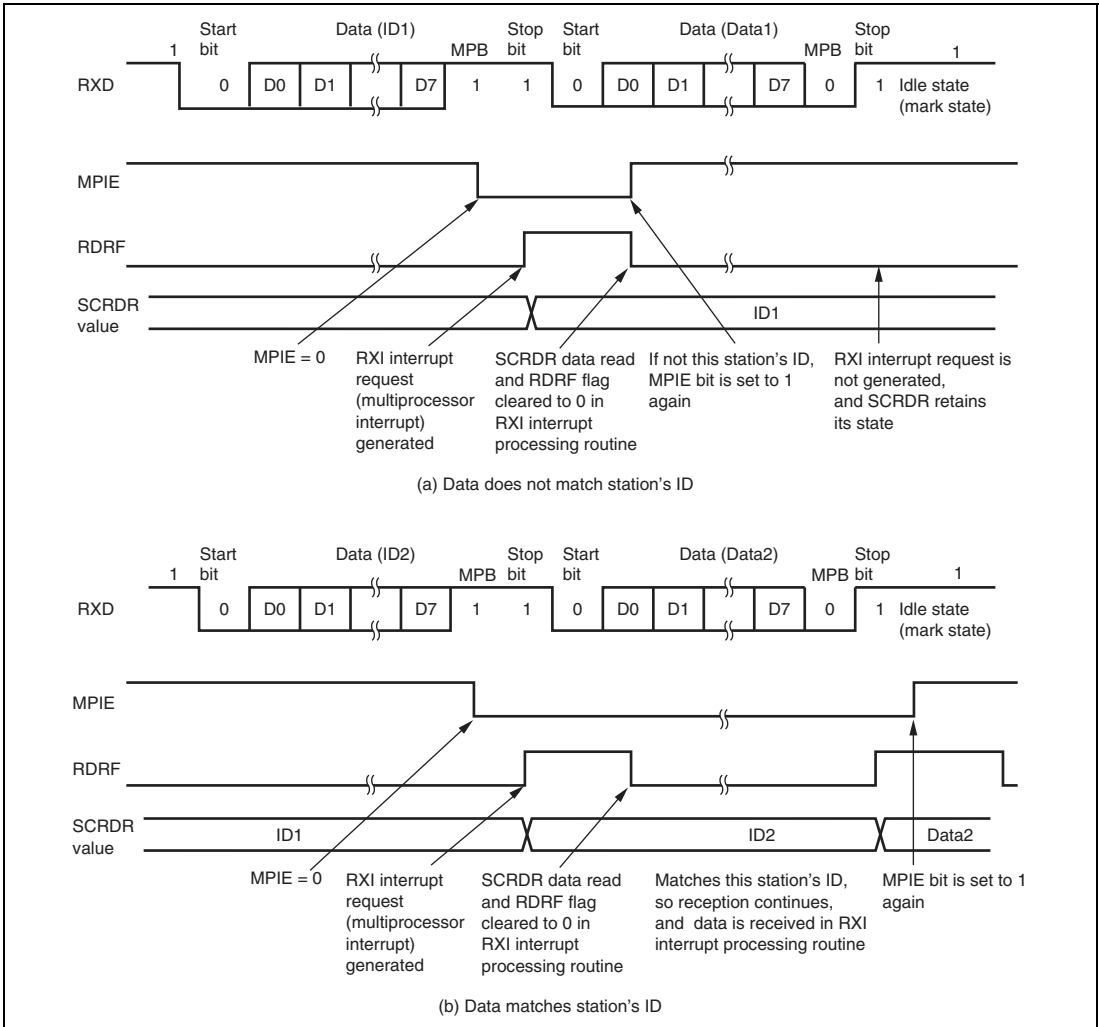 Start Data (ID1) Stop Start Data (Data1) Stop
1 bit MPB bit bit MPB bit 1
RXD 0 D0 D1 D7 1 1 0 D0 D1 D7 0 1 Idle state
(mark state)
MPIE
RDRF
SCRDR
value
ID1
MPIE = 0
RXI interrupt
request
(multiprocessor
interrupt)
generated
SCRDR data read
and RDRF flag
cleared to 0 in
RXI interrupt
processing routine
If not this station's ID,
MPIE bit is set to 1
again
RXI interrupt request is
not generated,
and SCRDR retains
its state
(a) Data does not match station's ID
Start Data (ID2) Stop Start Data (Data2) Stop
1 bit MPB bit bit MPB bit 1
RXD 0 D0 D1 D7 1 1 0 D0 D1 D7 0 1 Idle state
(mark state)
MPIE
RDRF
SCRDR
value
ID1 ID2 Data2
MPIE = 0
RXI interrupt
request
(multiprocessor
interrupt)
generated
SCRDR data read
and RDRF flag
cleared to 0 in
RXI interrupt
processing routine
Matches this station's ID,
so reception continues,
and data is received in RXI
interrupt processing routine
MPIE bit is set to 1
again
(b) Data matches station's ID